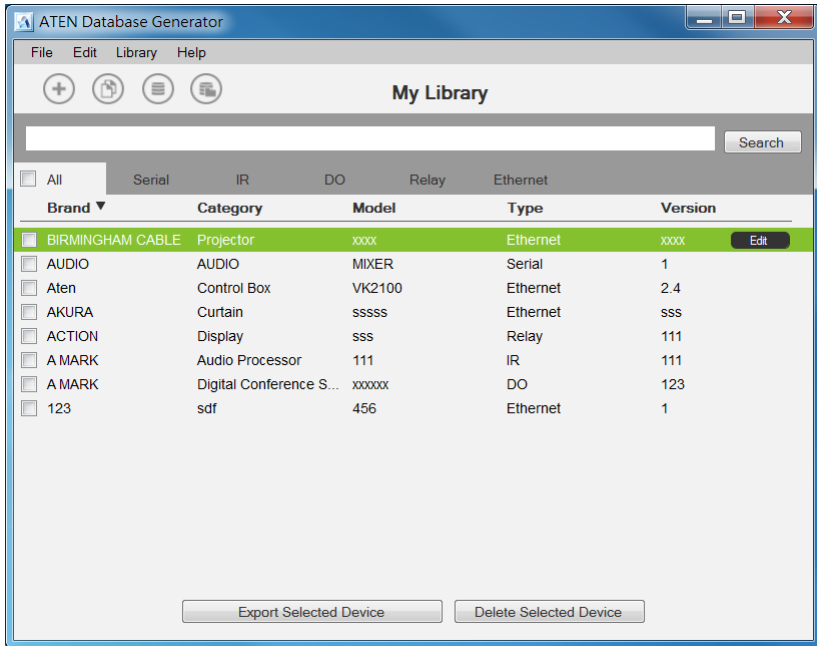 ATEN Database Generator
File Edit Library Help
My Library
Search
All Serial IR DO Relay Ethernet
Brand ▼ Category Model Type Version
BIRMINGHAM CABLE Projector xxxx Ethernet xxxx Edit
AUDIO AUDIO MIXER Serial 1
Aten Control Box VK2100 Ethernet 2.4
AKURA Curtain sssss Ethernet sss
ACTION Display sss Relay 111
A MARK Audio Processor 111 IR 111
A MARK Digital Conference S... xxxxxx DO 123
123 sdf 456 Ethernet 1
Export Selected Device Delete Selected Device